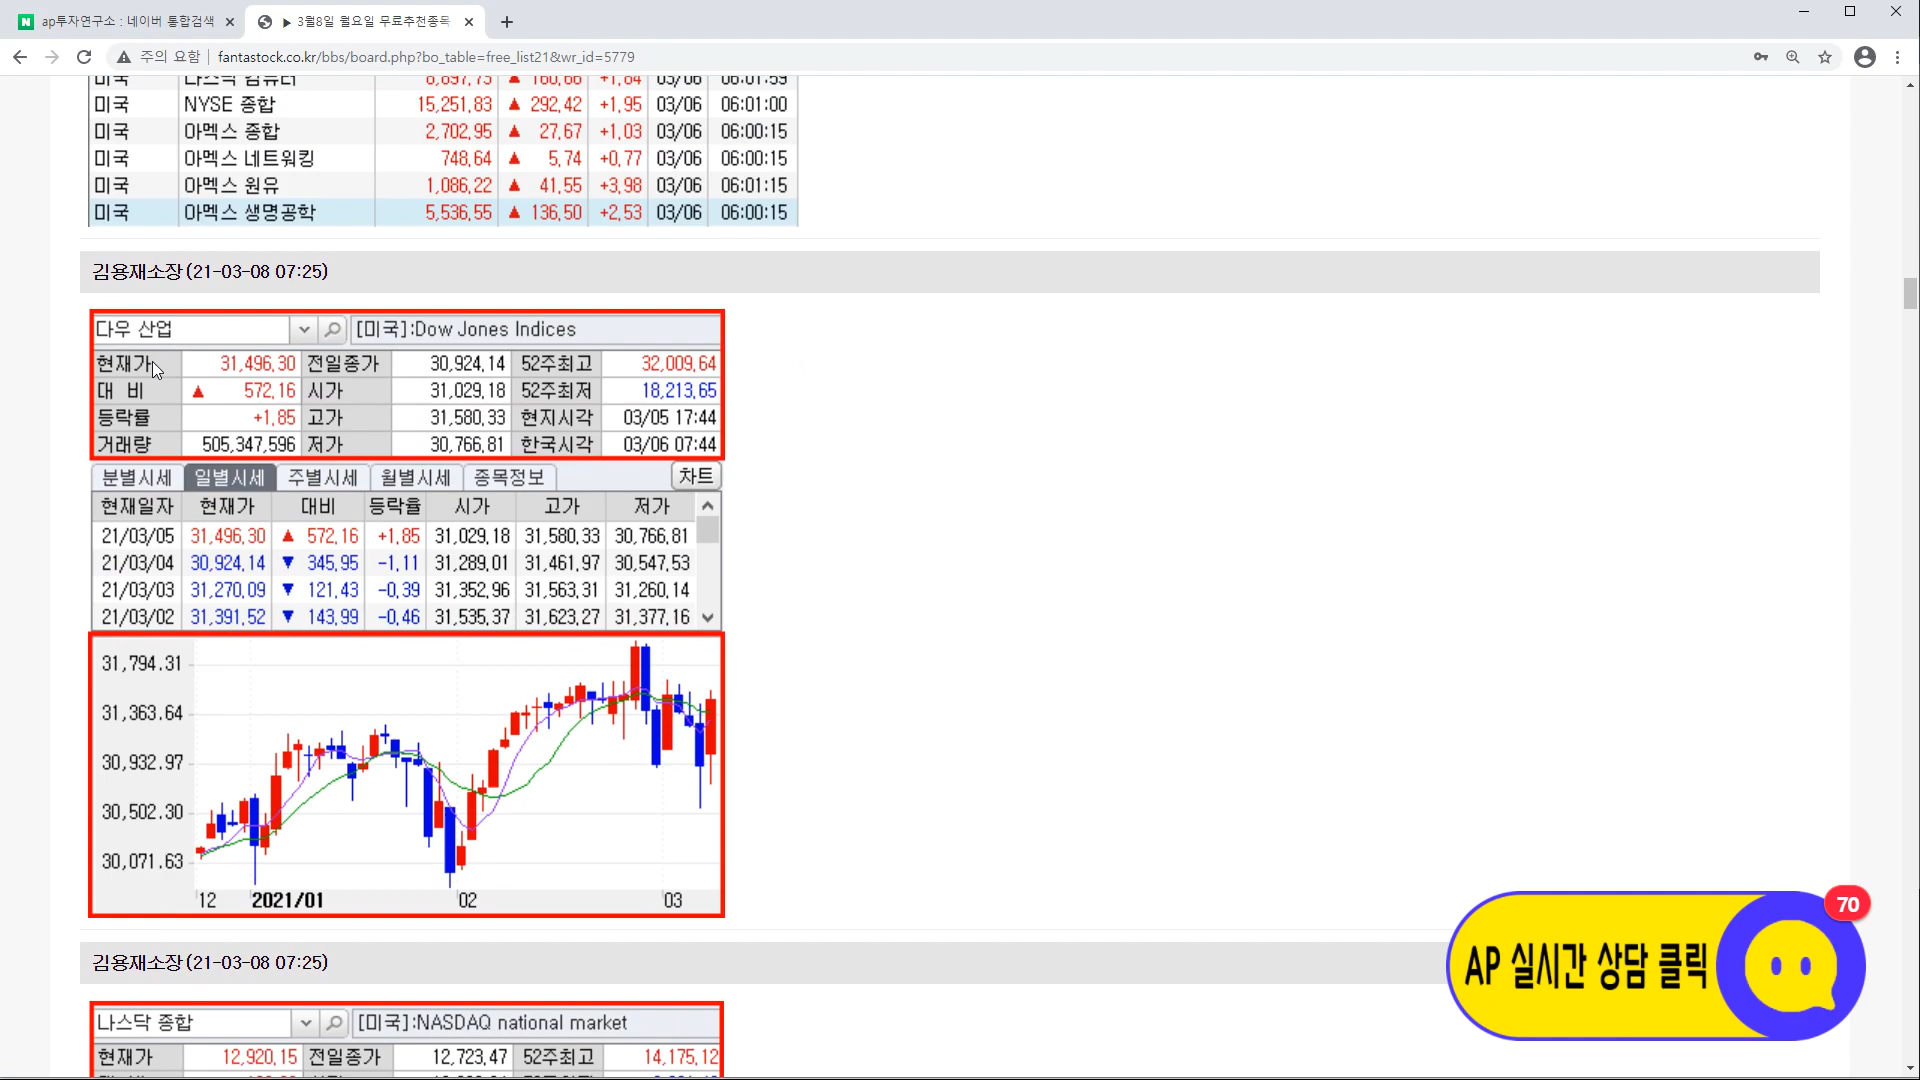 ap투자연구소 : 네이버 통합검색
▶ 3월8일 월요일 무료추천종목
주의 요함 | fantastock.co.kr/bbs/board.php?bo_table=free_list21&wr_id=5779
미국 나스닥 컴퓨터 8,897,73 ▲ 160,66 +1,84 03/06 06:01:59
미국 NYSE 종합 15,251,83 ▲ 292,42 +1,95 03/06 06:01:00
미국 아멕스 종합 2,702,95 ▲ 27,67 +1,03 03/06 06:00:15
미국 아멕스 네트워킹 748,64 ▲ 5,74 +0,77 03/06 06:00:15
미국 아멕스 원유 1,086,22 ▲ 41,55 +3,98 03/06 06:01:15
미국 아멕스 생명공학 5,536,55 ▲ 136,50 +2,53 03/06 06:00:15
김용재소장 (21-03-08 07:25)
다우 산업 [미국]:Dow Jones Indices
현재가 31,496,30 전일종가 30,924,14 52주최고 32,009,64
대 비 ▲ 572,16 시가 31,029,18 52주최저 18,213,65
등락률 +1,85 고가 31,580,33 현지시각 03/05 17:44
거래량 505,347,596 저가 30,766,81 한국시각 03/06 07:44
분별시세 일별시세 주별시세 월별시세 종목정보 차트
현재일자 현재가 대비 등락율 시가 고가 저가
21/03/05 31,496,30 ▲ 572,16 +1,85 31,029,18 31,580,33 30,766,81
21/03/04 30,924,14 ▼ 345,95 -1,11 31,289,01 31,461,97 30,547,53
21/03/03 31,270,09 ▼ 121,43 -0,39 31,352,96 31,563,31 31,260,14
21/03/02 31,391,52 ▼ 143,99 -0,46 31,535,37 31,623,27 31,377,16
31,794.31
31,363.64
30,932.97
30,502.30
30,071.63
12 2021/01 02 03
70
AP 실시간 상담 클릭
김용재소장 (21-03-08 07:25)
나스닥 종합 [미국]:NASDAQ national market
현재가 12,920,15 전일종가 12,723,47 52주최고 14,175,12